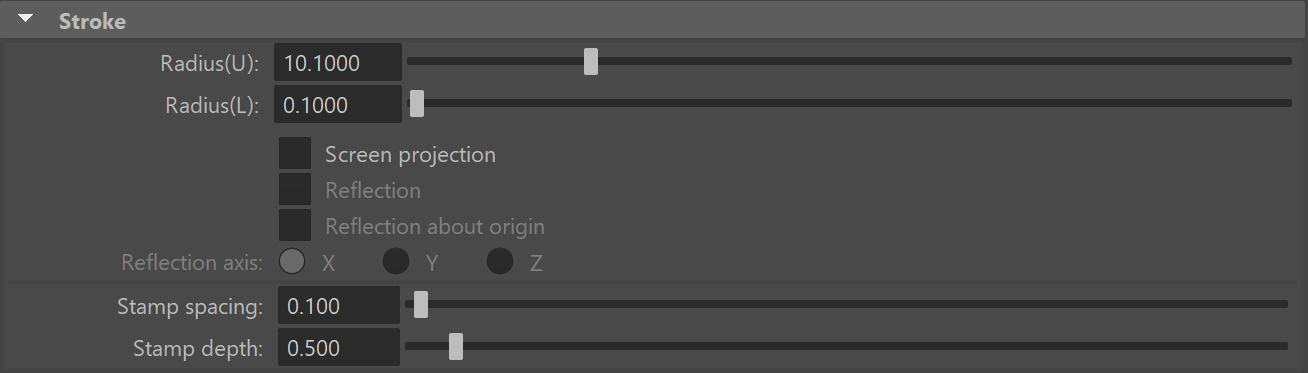 Stroke
Radius(U): 10.1000
Radius(L): 0.1000
Screen projection
Reflection
Reflection about origin
Reflection axis: X Y Z
Stamp spacing: 0.100
Stamp depth: 0.500